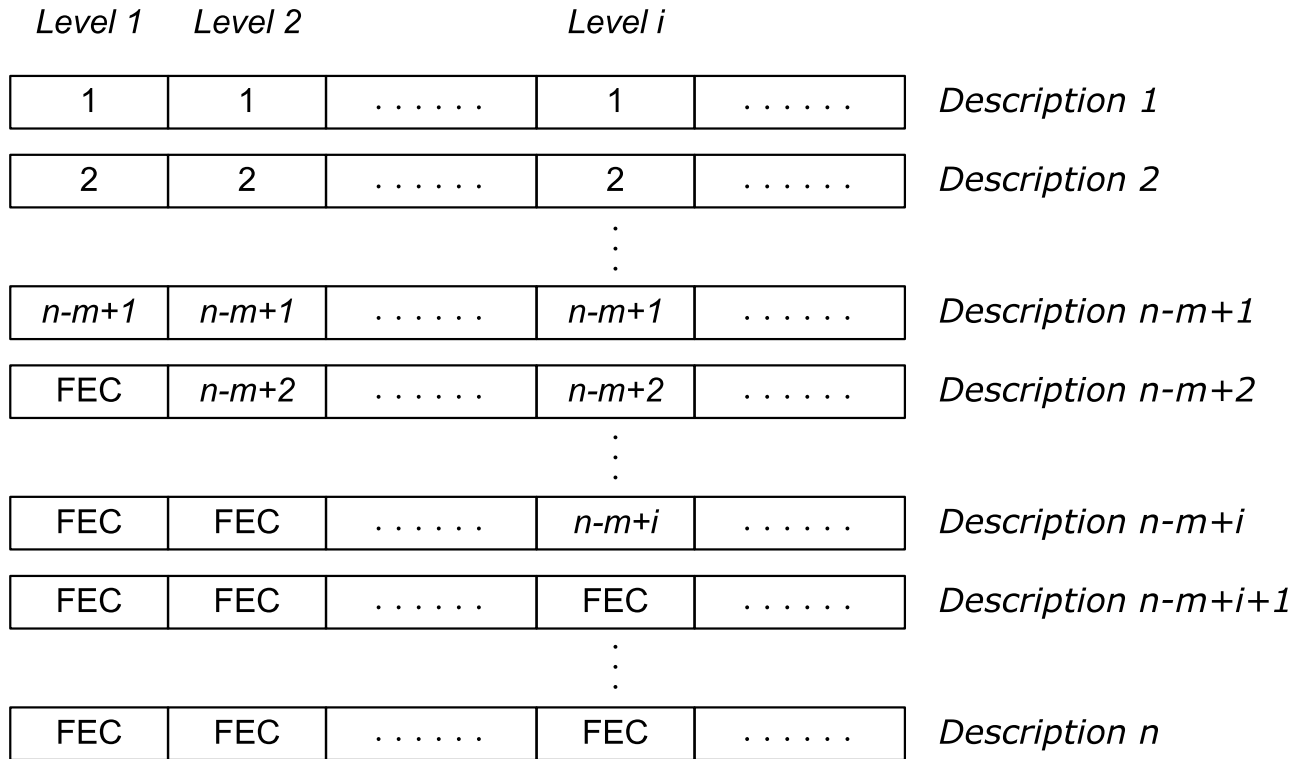 Level 1 Level 2 Level i
1 1 . . . . . . 1 . . . . . . Description 1
2 2 . . . . . . 2 . . . . . . Description 2
n-m+1 n-m+1 . . . . . . n-m+1 . . . . . . Description n-m+1
FEC n-m+2 . . . . . . n-m+2 . . . . . . Description n-m+2
FEC FEC . . . . . . n-m+i . . . . . . Description n-m+i
FEC FEC . . . . . . FEC . . . . . . Description n-m+i+1
FEC FEC . . . . . . FEC . . . . . . Description n